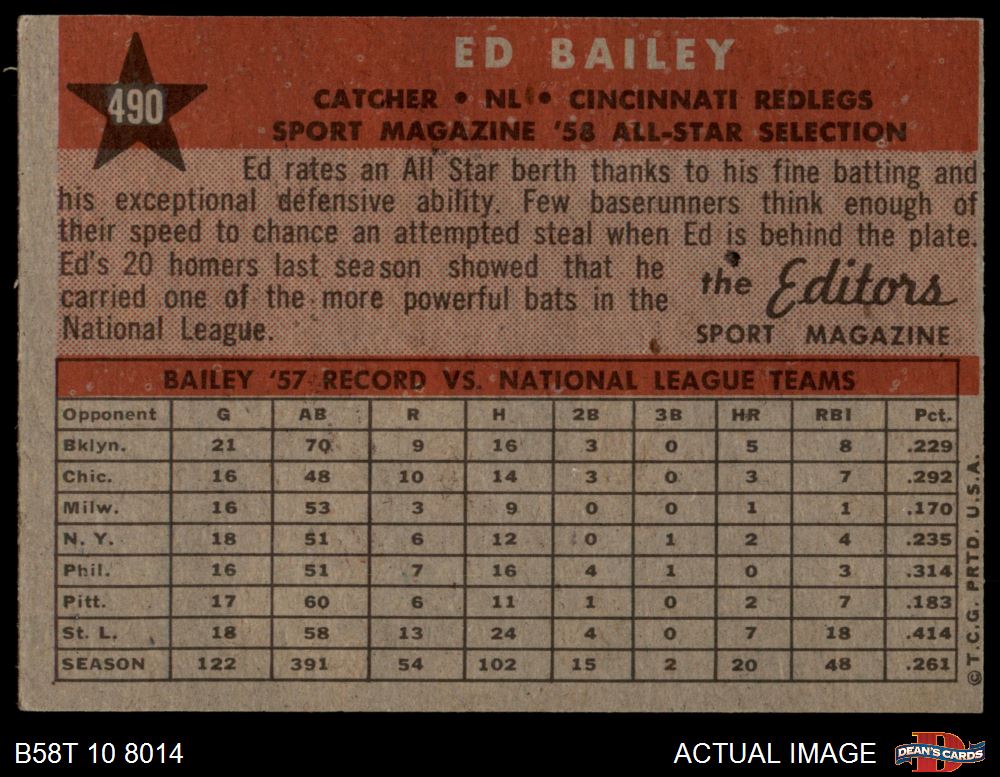 ED BAILEY
490
CATCHER • NL • CINCINNATI REDLEGS
SPORT MAGAZINE '58 ALL-STAR SELECTION
Ed rates an All Star berth thanks to his fine batting and
his exceptional defensive ability. Few baserunners think enough of
their speed to chance an attempted steal when Ed is behind the plate.
Ed's 20 homers last season showed that he
carried one of the more powerful bats in the
National League.
the Editors
SPORT MAGAZINE
BAILEY '57 RECORD VS. NATIONAL LEAGUE TEAMS
Opponent G AB R H 2B 3B HR RBI Pct.
Bklyn. 21 70 9 16 3 0 5 8 .229
Chic. 16 48 10 14 3 0 3 7 .292
Milw. 16 53 3 9 0 0 1 1 .170
N. Y. 18 51 6 12 0 1 2 4 .235
Phil. 16 51 7 16 4 1 0 3 .314
Pitt. 17 60 6 11 1 0 2 7 .183
St. L. 18 58 13 24 4 0 7 18 .414
SEASON 122 391 54 102 15 2 20 48 .261
©T.C.G. PRTD. U.S.A.
B58T 10 8014
ACTUAL IMAGE
DEAN'S CARDS